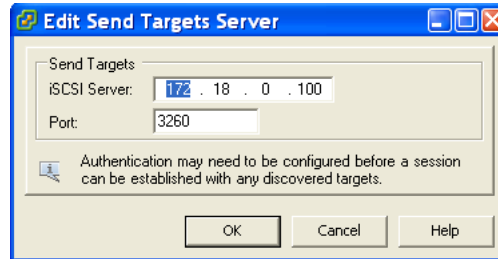 Edit Send Targets Server
Send Targets
iSCSI Server: 172 . 18 . 0 . 100
Port: 3260
Authentication may need to be configured before a session
can be established with any discovered targets.
OK Cancel Help